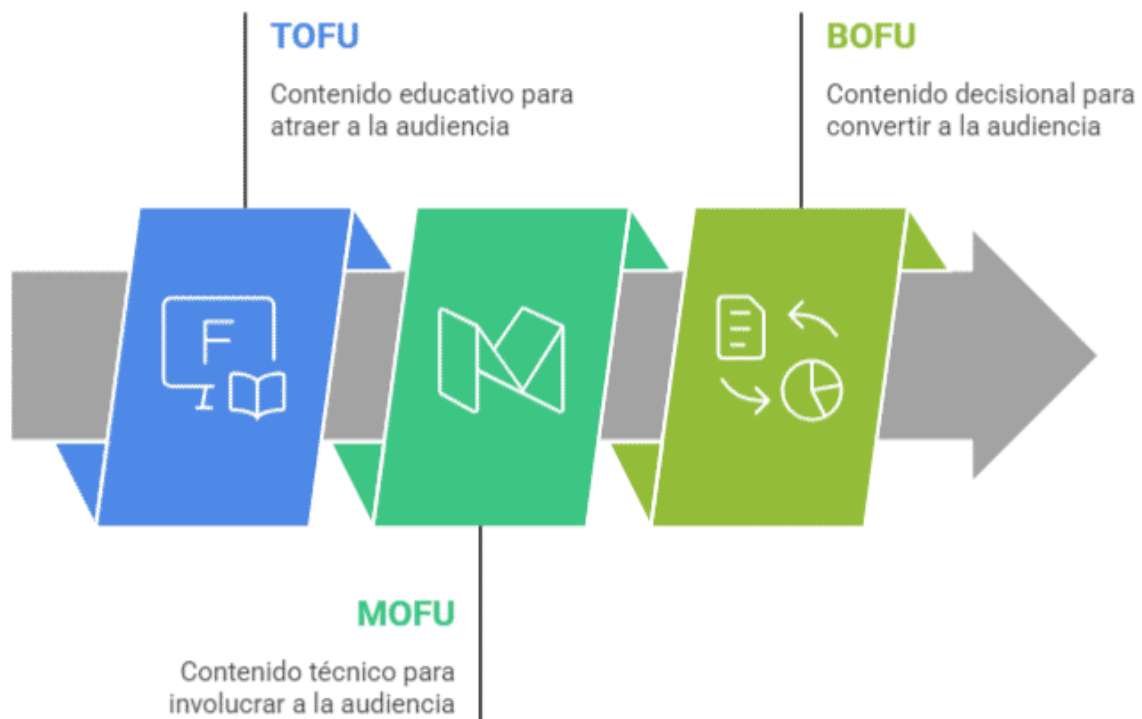 TOFU
Contenido educativo para
atraer a la audiencia
BOFU
Contenido decisional para
convertir a la audiencia
F
MOFU
Contenido técnico para
involucrar a la audiencia